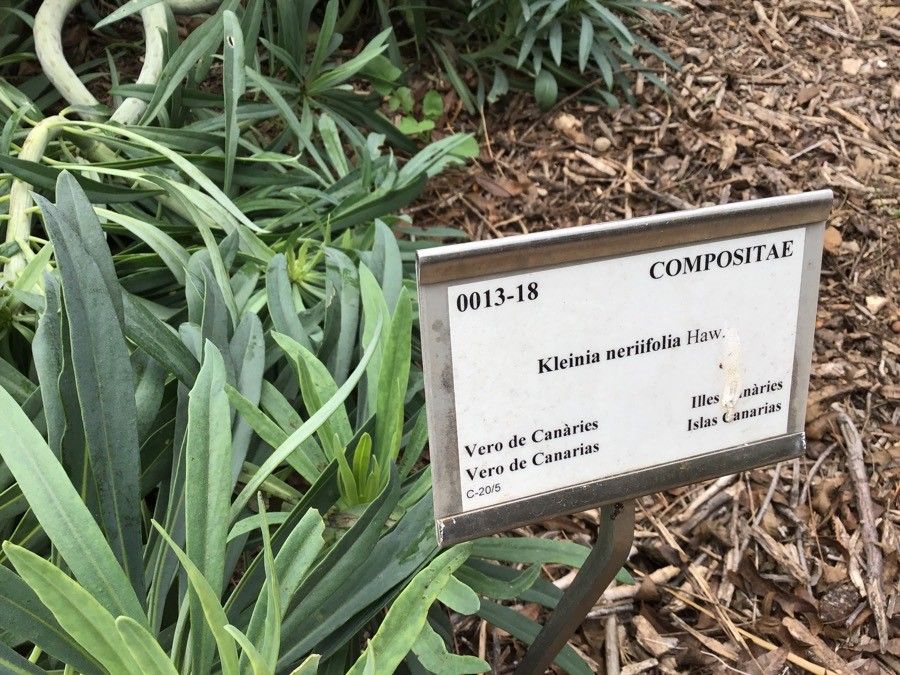 0013-18 COMPOSITAE
Kleinia neriifolia Haw.
Vero de Canàries Illes
Vero de Canarias Islas Canarias
C-20/5